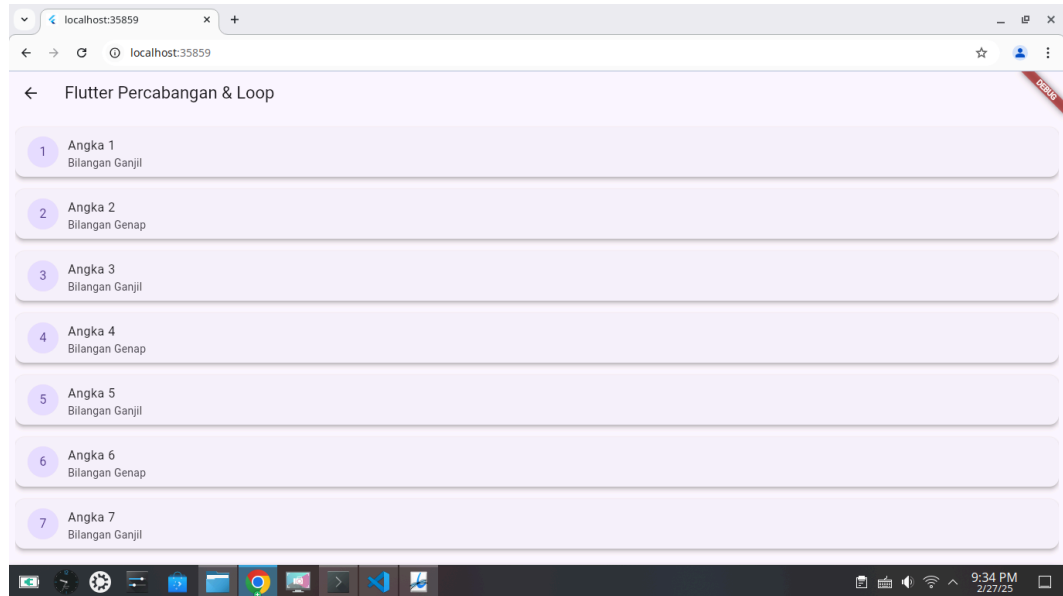 localhost:35859
localhost:35859
Flutter Percabangan & Loop
DEBUG
1
Angka 1
Bilangan Ganjil
2
Angka 2
Bilangan Genap
3
Angka 3
Bilangan Ganjil
4
Angka 4
Bilangan Genap
5
Angka 5
Bilangan Ganjil
6
Angka 6
Bilangan Genap
7
Angka 7
Bilangan Ganjil
9:34 PM
2/27/25